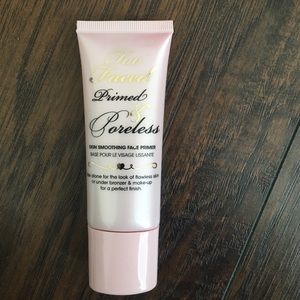 Too
Faced
Primed
&
Poreless
SKIN SMOOTHING FACE PRIMER
BASE POUR LE VISAGE LISSANTE
alone for the look of flawless skin
or under bronzer & make-up
for a perfect finish.